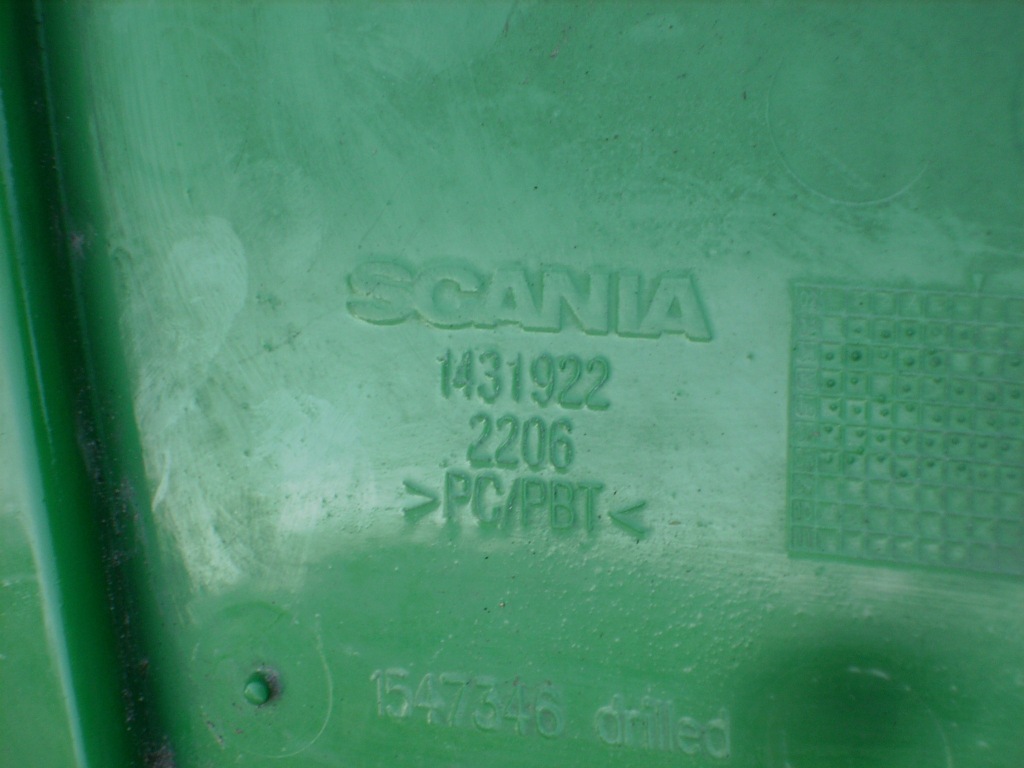 SCANIA
1431922
2206
>PC/PBT<
1547346 drilled